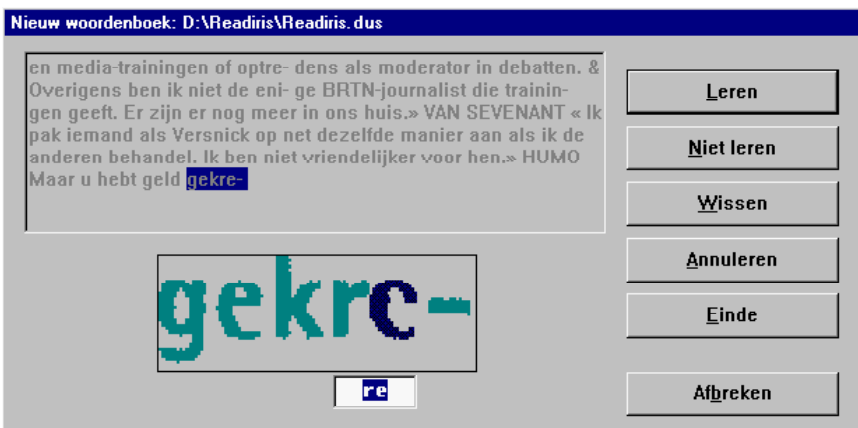 Nieuw woordenboek: D:\Readiris\Readiris.dus
en media-trainingen of optre- dens als moderator in debatten. &
Overigens ben ik niet de eni- ge BRTN-journalist die trainin-
gen geeft. Er zijn er nog meer in ons huis.» VAN SEVENANT « Ik
pak iemand als Versnick op net dezelfde manier aan als ik de
anderen behandel. Ik ben niet vriendelijker voor hen.» HUMO
Maar u hebt geld gekre-
gekrc-
re
Leren
Niet leren
Wissen
Annuleren
Einde
Afbreken